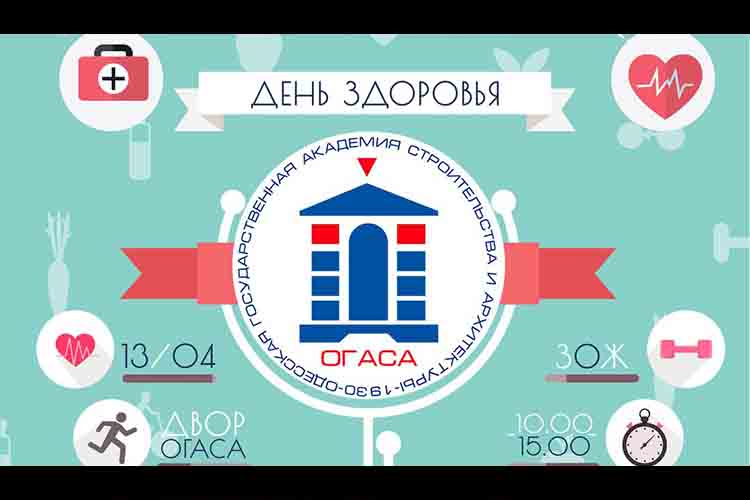 ДЕНЬ ЗДОРОВЬЯ
ОДЕССКАЯ ГОСУДАРСТВЕННАЯ АКАДЕМИЯ СТРОИТЕЛЬСТВА И АРХИТЕКТУРЫ-1930-
ОГАСА
13/04
ЗОЖ
ДВОР
ОГАСА
10.00
15.00